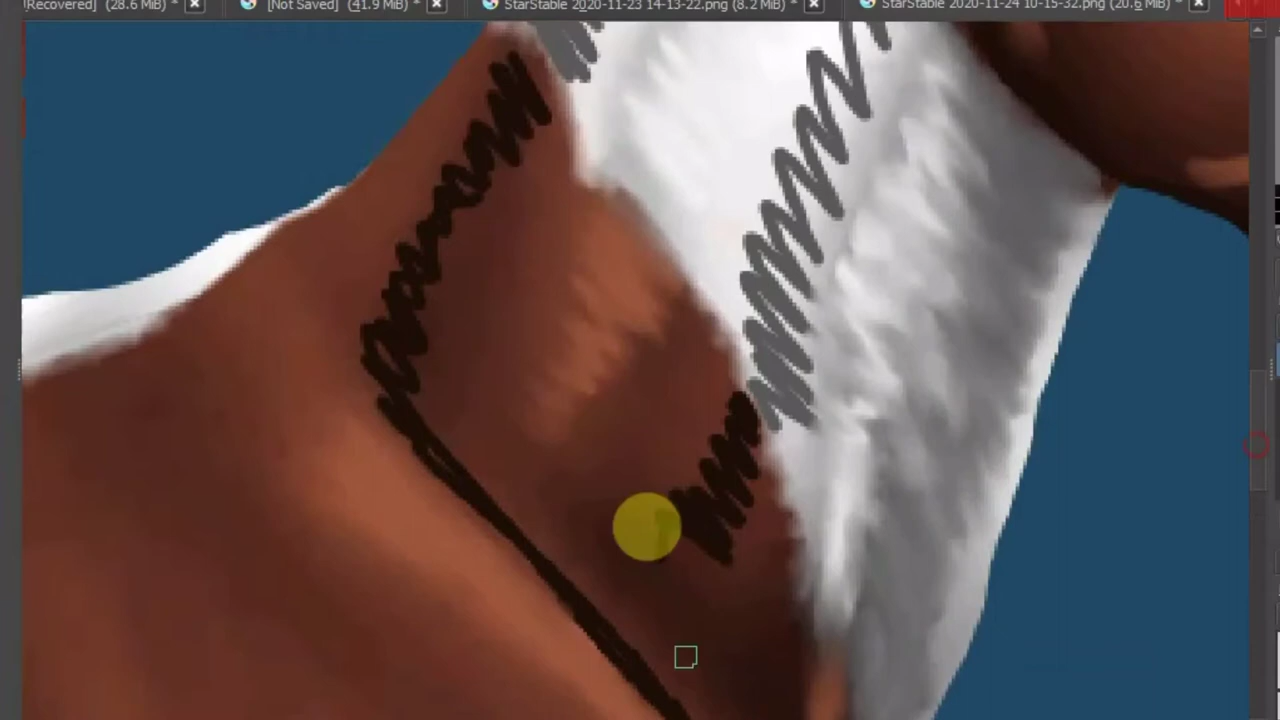 !Recovered] (28.6 MiB) * [Not Saved] (41.9 MiB) * StarStable 2020-11-23 14-13-22.png (8.2 MiB) * StarStable 2020-11-24 10-15-32.png (20.6 MiB) *